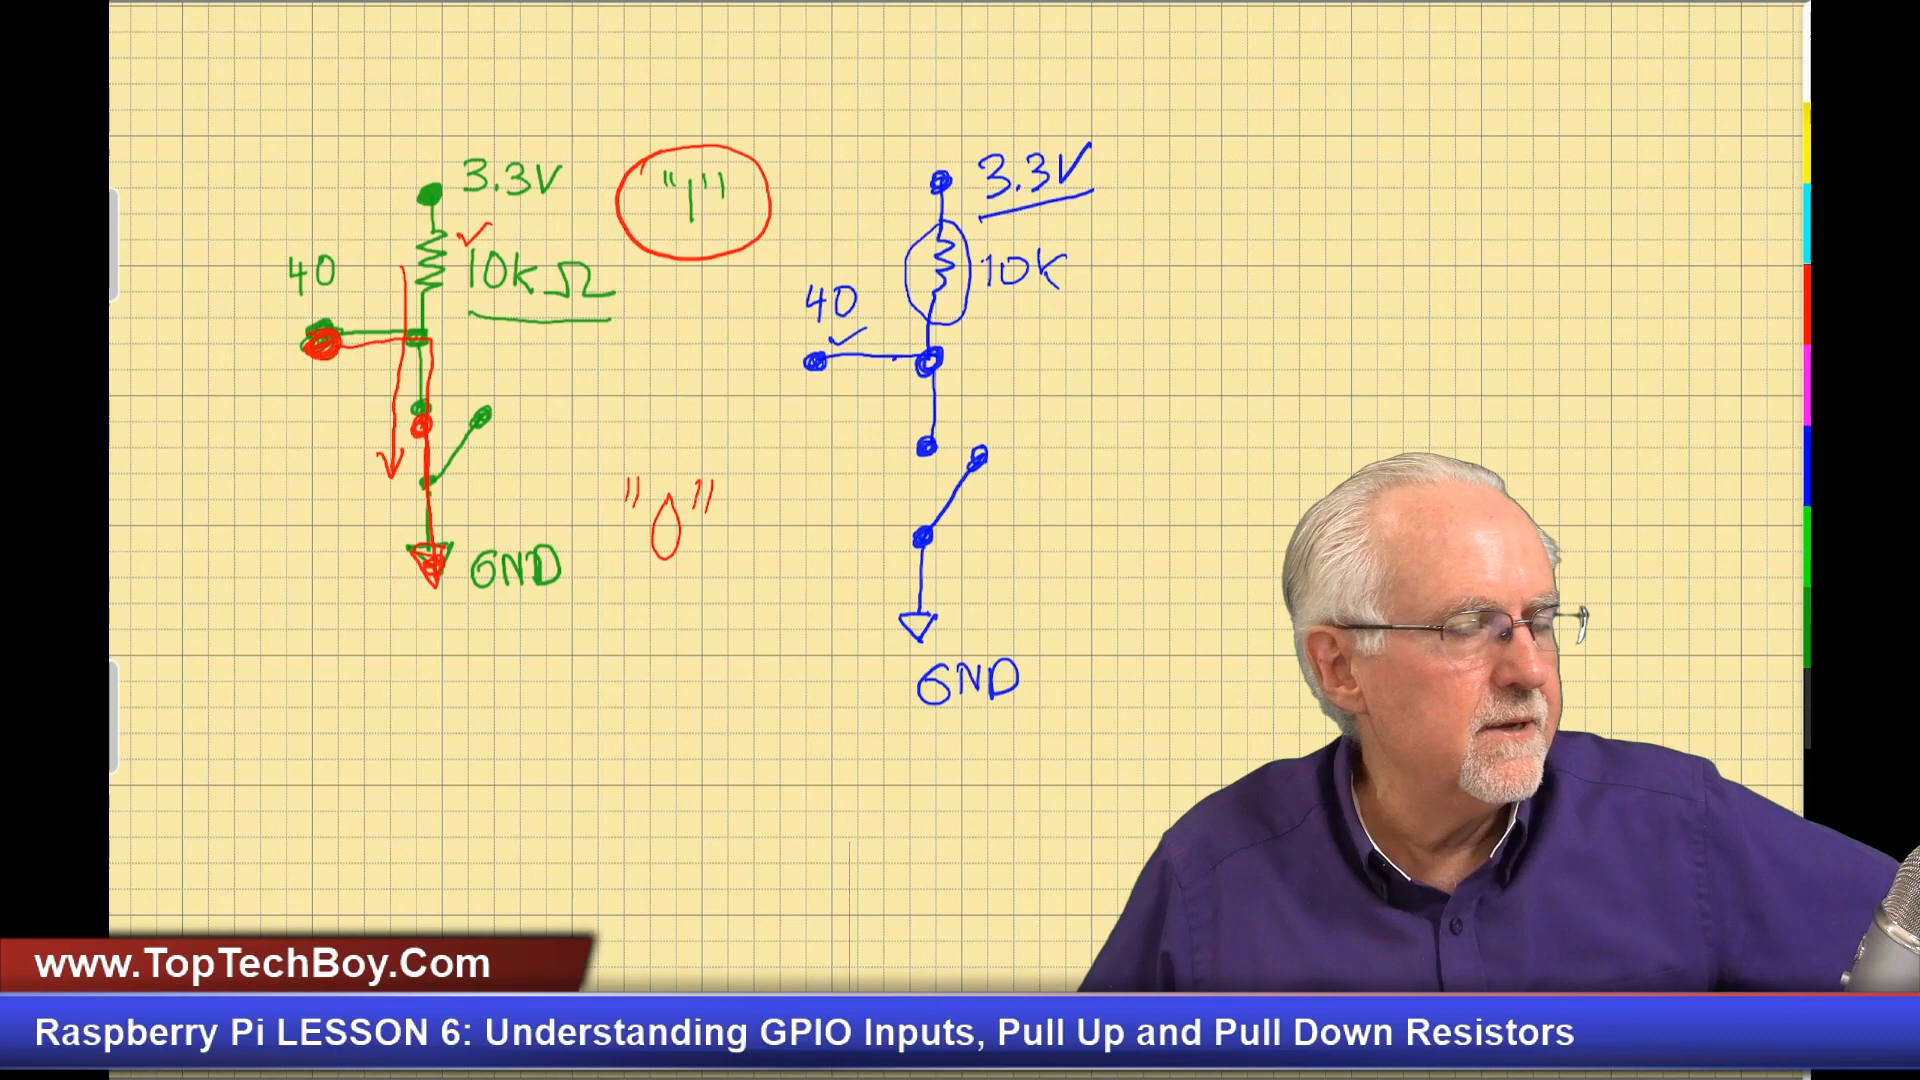 3.3V
"1"
10kΩ
40
"0"
GND
3.3V
10K
40
GND
www.TopTechBoy.Com
Raspberry Pi LESSON 6: Understanding GPIO Inputs, Pull Up and Pull Down Resistors